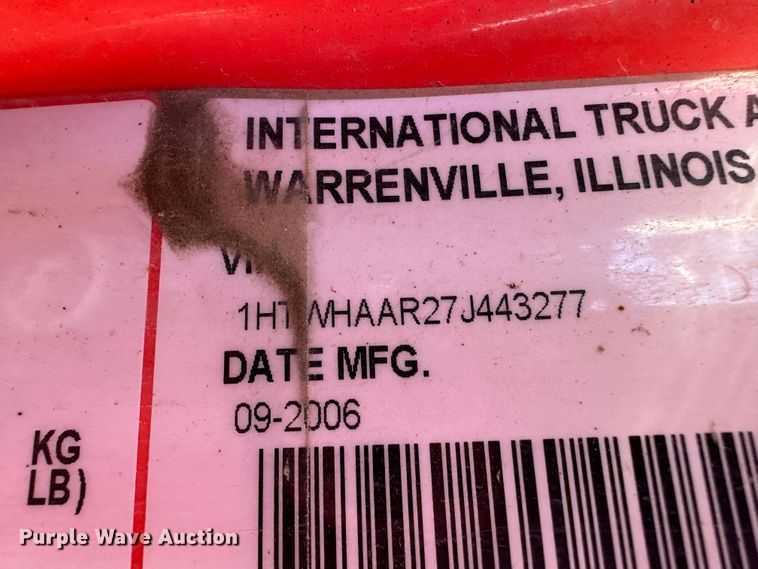 INTERNATIONAL TRUCK
WARRENVILLE, ILLINOIS
1HTWHAAR27J443277
DATE MFG.
09-2006
KG
LB)
Purple Wave Auction